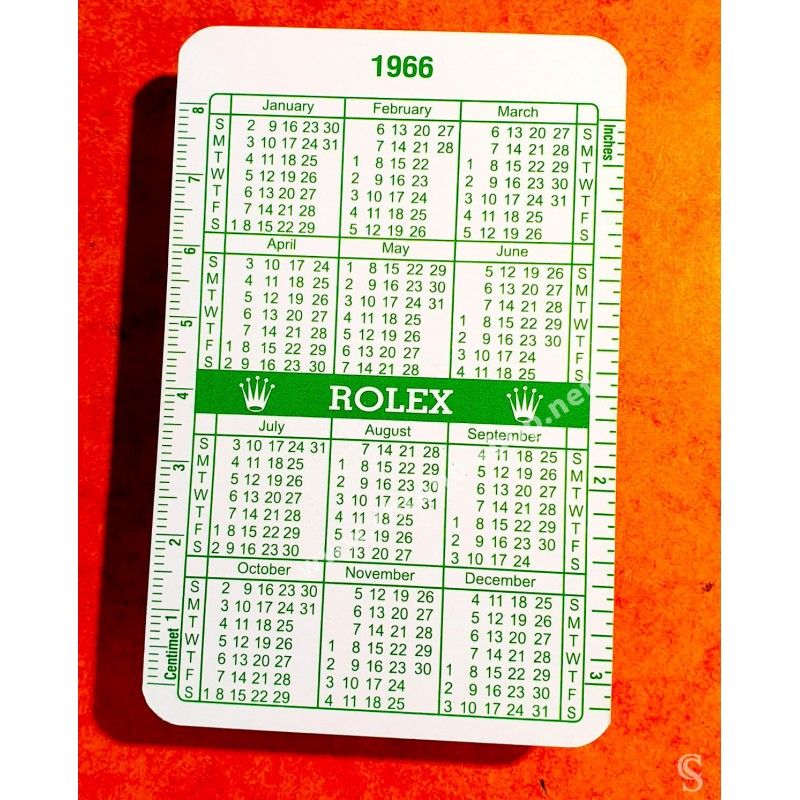 1966
January February March
S 2 9 16 23 30 6 13 20 27 6 13 20 27 S
M 3 10 17 24 31 7 14 21 28 7 14 21 28 M
T 4 11 18 25 1 8 15 22 1 8 15 22 29 T
W 5 12 19 26 2 9 16 23 2 9 16 23 30 W
T 6 13 20 27 3 10 17 24 3 10 17 24 31 T
F 7 14 21 28 4 11 18 25 4 11 18 25 F
S 1 8 15 22 29 5 12 19 26 5 12 19 26 S
April May June
S 3 10 17 24 1 8 15 22 29 5 12 19 26 S
M 4 11 18 25 2 9 16 23 30 6 13 20 27 M
T 5 12 19 26 3 10 17 24 31 7 14 21 28 T
W 6 13 20 27 4 11 18 25 1 8 15 22 29 W
T 7 14 21 28 5 12 19 26 2 9 16 23 30 T
F 1 8 15 22 29 6 13 20 27 3 10 17 24 F
S 2 9 16 23 30 7 14 21 28 4 11 18 25 S
ROLEX
July August September
S 3 10 17 24 31 7 14 21 28 4 11 18 25 S
M 4 11 18 25 1 8 15 22 29 5 12 19 26 M
T 5 12 19 26 2 9 16 23 30 6 13 20 27 T
W 6 13 20 27 3 10 17 24 31 7 14 21 28 W
T 7 14 21 28 4 11 18 25 1 8 15 22 29 T
F 1 8 15 22 29 5 12 19 26 2 9 16 23 30 F
S 2 9 16 23 30 6 13 20 27 3 10 17 24 S
October November December
S 2 9 16 23 30 5 12 19 26 4 11 18 25 S
M 3 10 17 24 31 6 13 20 27 5 12 19 26 M
T 4 11 18 25 7 14 21 28 6 13 20 27 T
W 5 12 19 26 1 8 15 22 29 7 14 21 28 W
T 6 13 20 27 2 9 16 23 30 1 8 15 22 29 T
F 7 14 21 28 3 10 17 24 2 9 16 23 30 F
S 1 8 15 22 29 4 11 18 25 3 10 17 24 31 S
8
7
6
5
4
3
2
Centimet 1
Inches
2
3